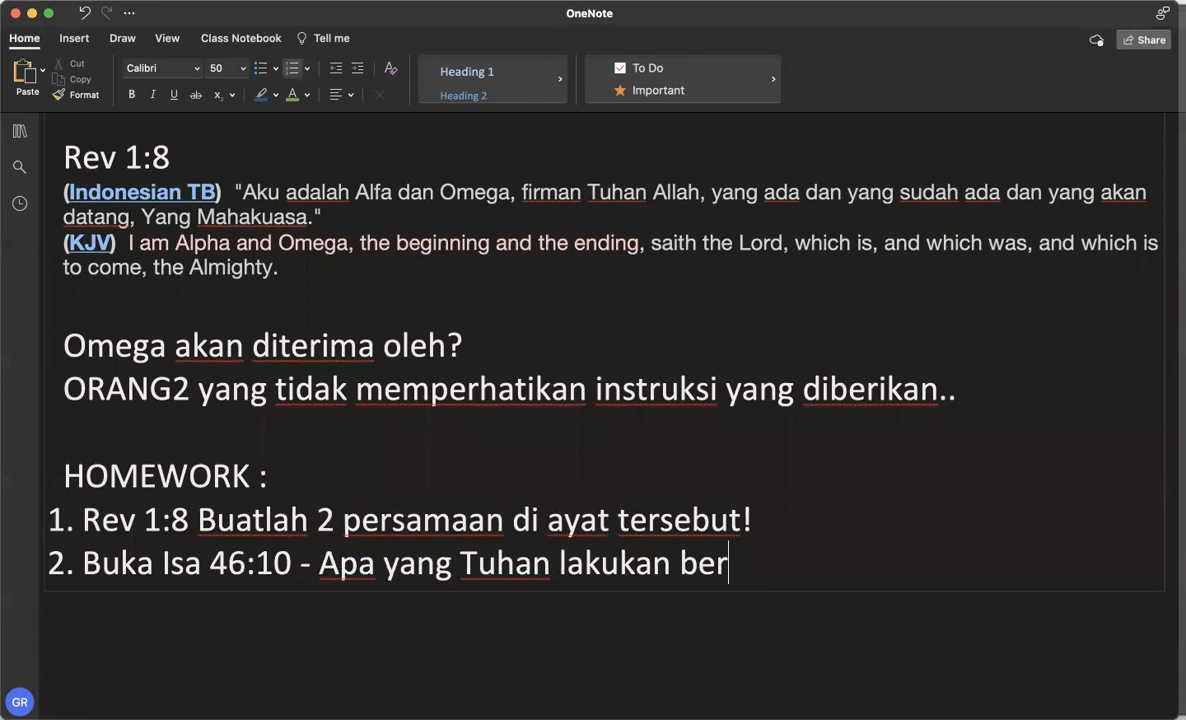 OneNote
Home Insert Draw View Class Notebook Tell me
Share
Paste
Cut
Copy
Format
Calibri 50
B I U ab x A
Heading 1
Heading 2
To Do
Important
Rev 1:8
(Indonesian TB) "Aku adalah Alfa dan Omega, firman Tuhan Allah, yang ada dan yang sudah ada dan yang akan
datang, Yang Mahakuasa."
(KJV) I am Alpha and Omega, the beginning and the ending, saith the Lord, which is, and which was, and which is
to come, the Almighty.
Omega akan diterima oleh?
ORANG2 yang tidak memperhatikan instruksi yang diberikan..
HOMEWORK :
1. Rev 1:8 Buatlah 2 persamaan di ayat tersebut!
2. Buka Isa 46:10 - Apa yang Tuhan lakukan ber
GR